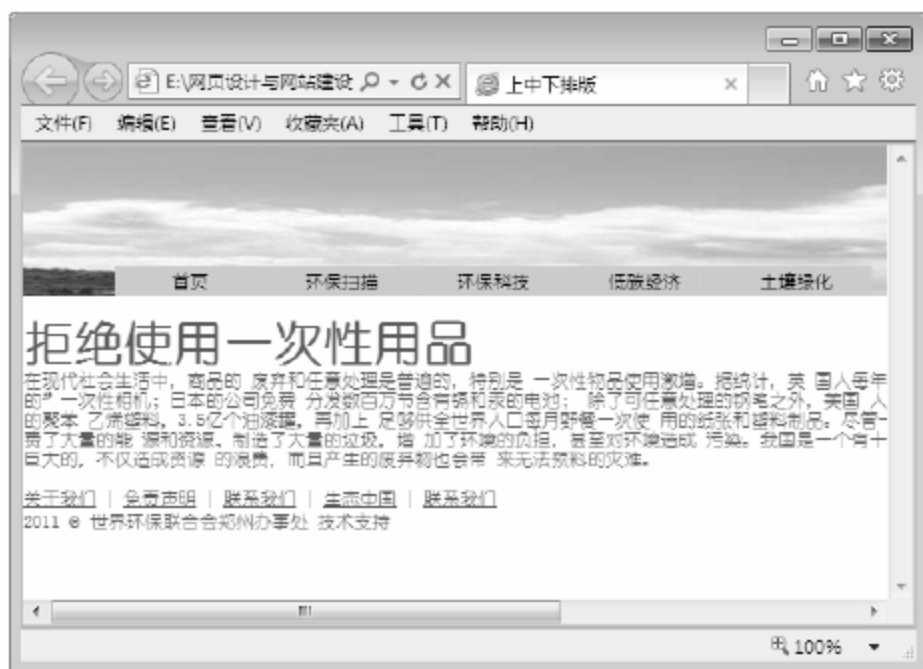 E:\网页设计与网站建设
上中下排版
文件(F) 编辑(E) 查看(V) 收藏夹(A) 工具(T) 帮助(H)
首页 环保扫描 环保科技 低碳经济 土壤绿化
拒绝使用一次性用品
在现代社会生活中，商品的 废弃和任意处理是普遍的，特别是 一次性物品使用激增。据统计，英 国人每年
的”一次性相机；日本的公司免费 分发数百万节含有镉和汞的电池； 除了可任意处理的钢笔之外，美国 人
的聚苯 乙烯塑料，3.5亿个油漆罐，再加上 足够供全世界人口每月野餐一次使 用的纸张和塑料制品。尽管
费了大量的能 源和资源，制造了大量的垃圾，增 加了环境的负担，甚至对环境造成 污染。我国是一个有十
巨大的，不仅造成资源 的浪费，而且产生的废弃物也会带 来无法预料的灾难。
关于我们 | 免责声明 | 联系我们 | 生态中国 | 联系我们
2011 © 世界环保联合会郑州办事处 技术支持
100%